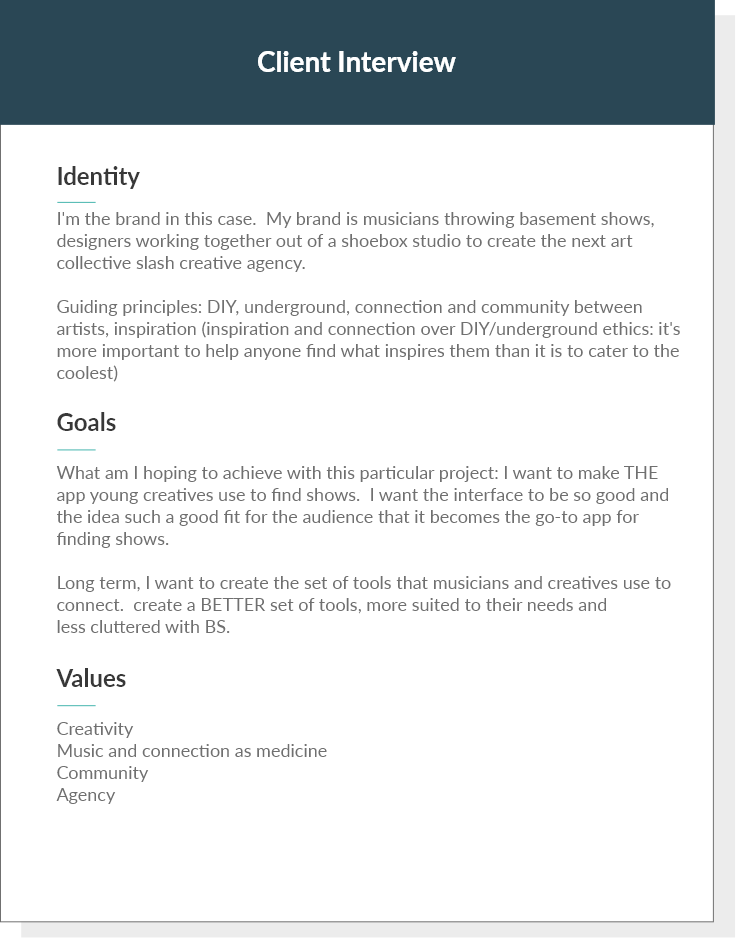 Client Interview
Identity
I'm the brand in this case.  My brand is musicians throwing basement shows,
designers working together out of a shoebox studio to create the next art
collective slash creative agency.
Guiding principles: DIY, underground, connection and community between
artists, inspiration (inspiration and connection over DIY/underground ethics: it's
more important to help anyone find what inspires them than it is to cater to the
coolest)
Goals
What am I hoping to achieve with this particular project: I want to make THE
app young creatives use to find shows.  I want the interface to be so good and
the idea such a good fit for the audience that it becomes the go-to app for
finding shows.
Long term, I want to create the set of tools that musicians and creatives use to
connect.  create a BETTER set of tools, more suited to their needs and
less cluttered with BS.
Values
Creativity
Music and connection as medicine
Community
Agency